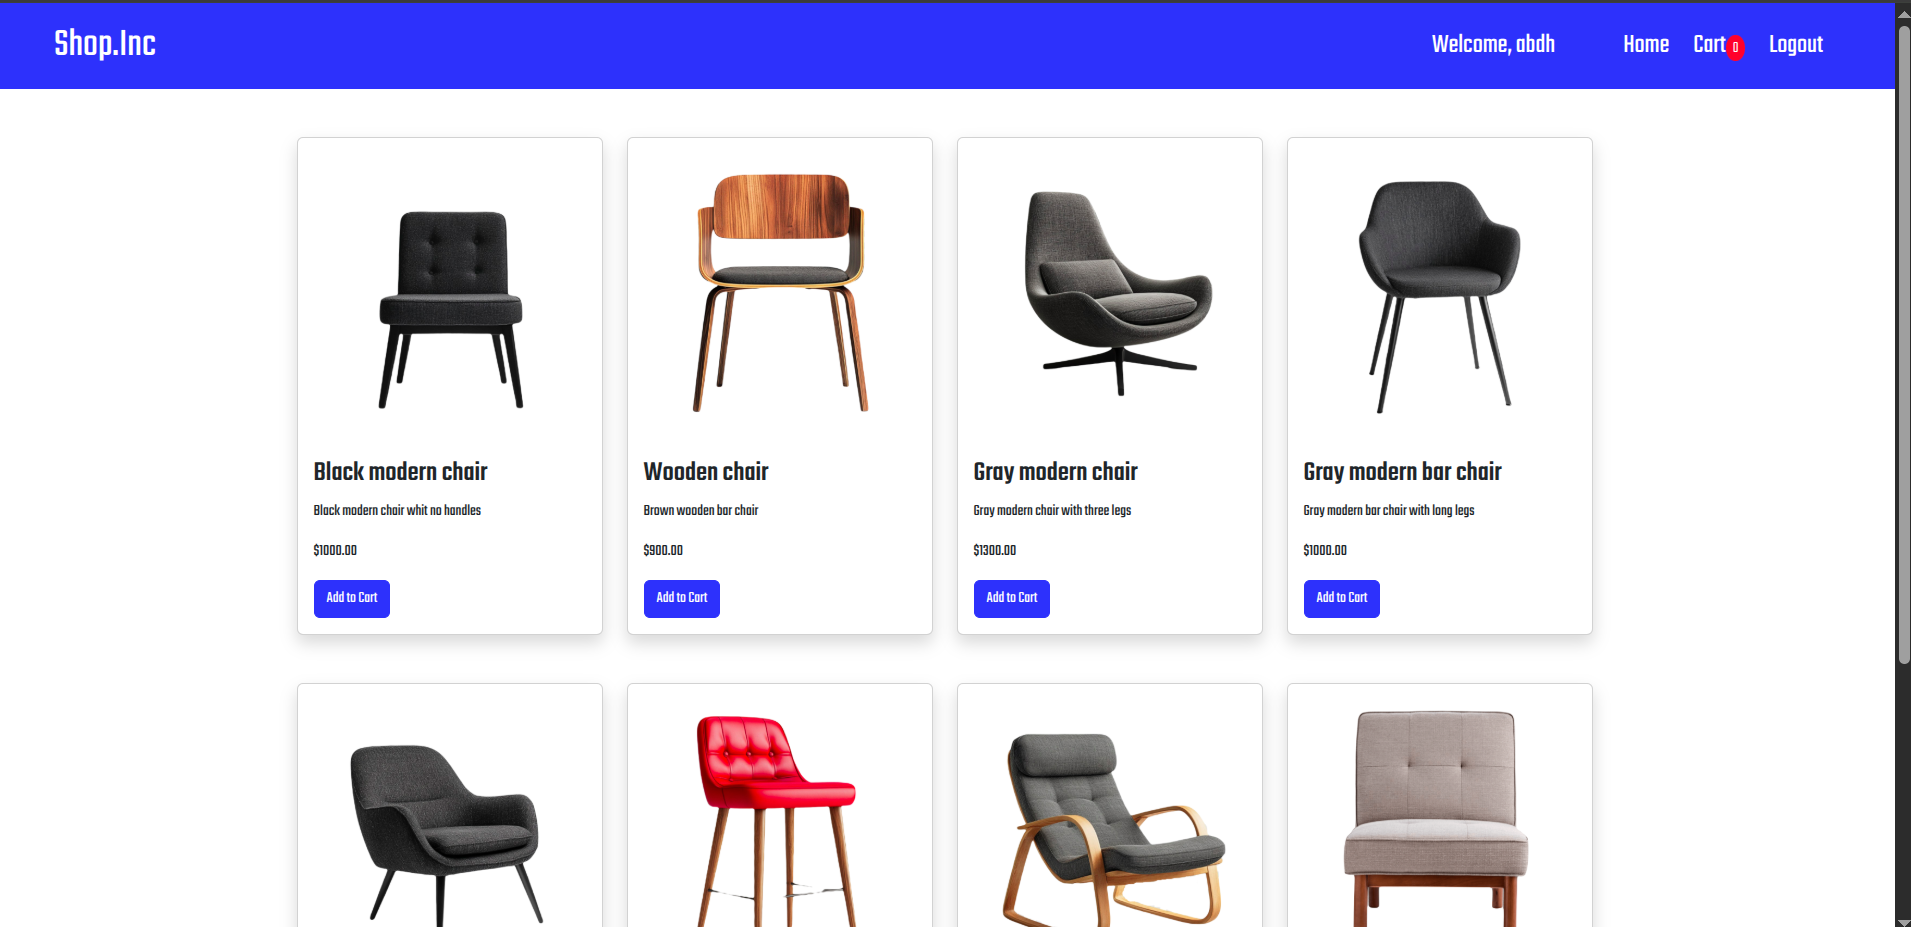 Shop.Inc
Welcome, abdh
Home
Cart 0
Logout
Black modern chair
Black modern chair whit no handles
$1000.00
Add to Cart
Wooden chair
Brown wooden bar chair
$900.00
Add to Cart
Gray modern chair
Gray modern chair with three legs
$1300.00
Add to Cart
Gray modern bar chair
Gray modern bar chair with long legs
$1000.00
Add to Cart